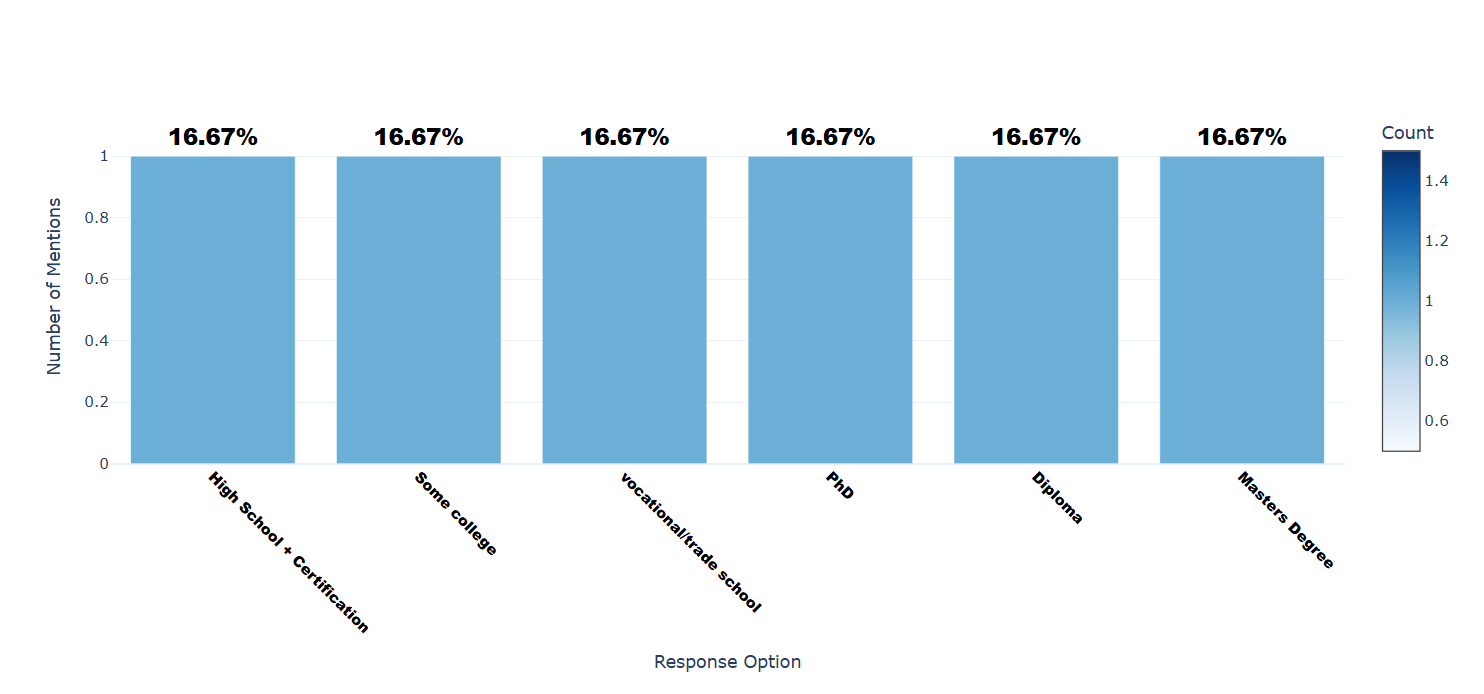 16.67% 16.67% 16.67% 16.67% 16.67% 16.67%
Count
1
0.8
0.6
0.4
0.2
0
Number of Mentions
1.4
1.2
1
0.8
0.6
High School + Certification
Some college
vocational/trade school
PhD
Diploma
Masters Degree
Response Option